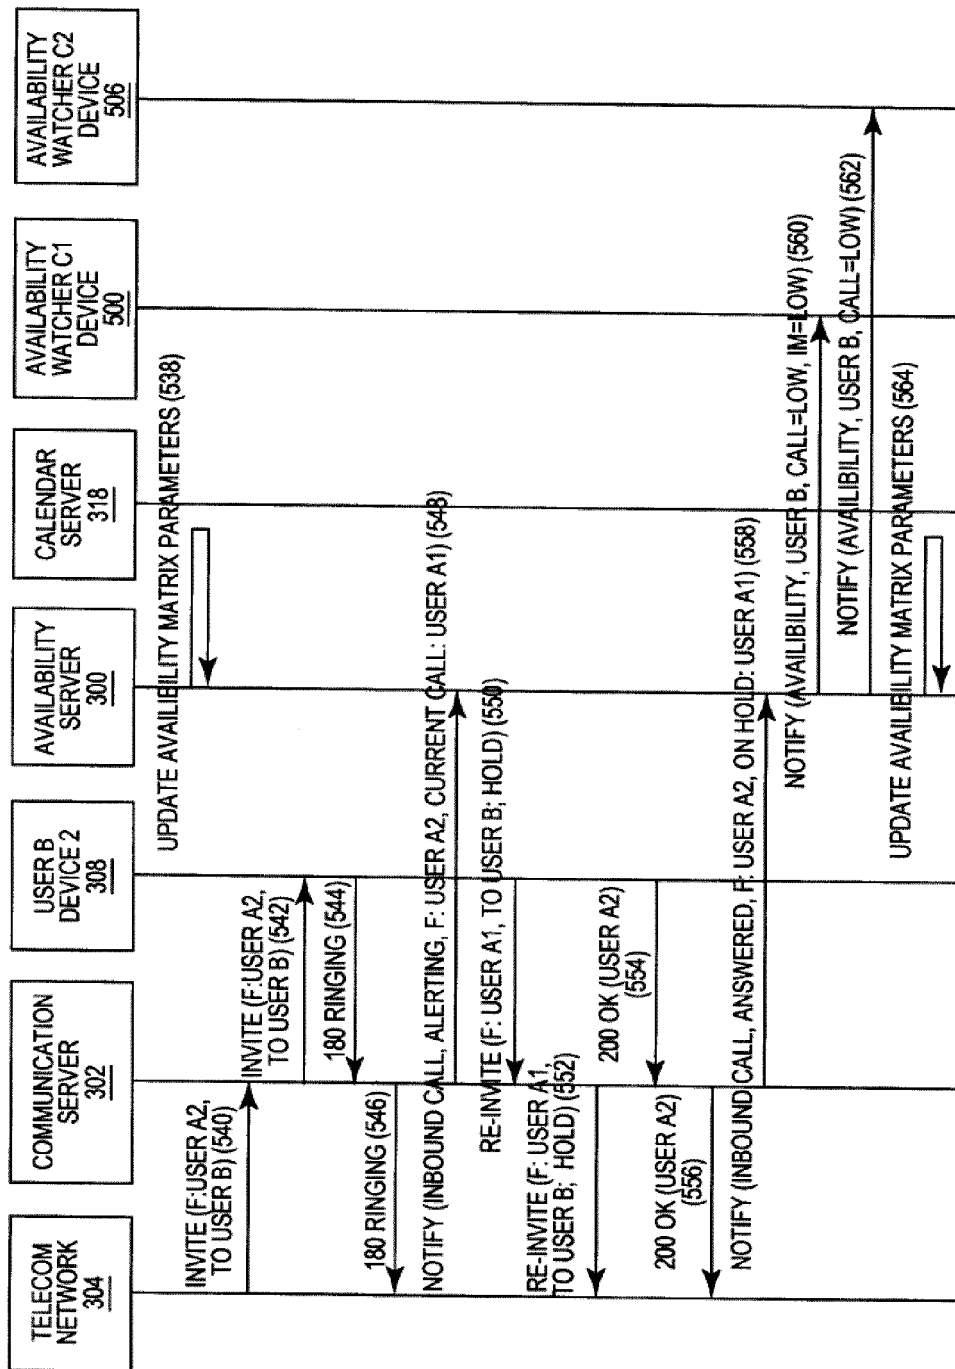 TELECOM
NETWORK
304
COMMUNICATION
SERVER
302
USER B
DEVICE 2
308
AVAILABILITY
SERVER
300
CALENDAR
SERVER
318
AVAILABILITY
WATCHER C1
DEVICE
500
AVAILABILITY
WATCHER C2
DEVICE
506
UPDATE AVAILIBILITY MATRIX PARAMETERS (538)
INVITE (F:USER A2,
TO USER B) (540)
INVITE (F:USER A2,
TO USER B) (542)
180 RINGING (544)
180 RINGING (546)
NOTIFY (INBOUND CALL, ALERTING, F: USER A2, CURRENT CALL: USER A1) (548)
RE-INVITE (F: USER A1, TO USER B; HOLD) (550)
RE-INVITE (F: USER A1,
TO USER B; HOLD) (552)
200 OK (USER A2)
(554)
200 OK (USER A2)
(556)
NOTIFY (INBOUND CALL, ANSWERED, F: USER A2, ON HOLD: USER A1) (558)
NOTIFY (AVAILIBILITY, USER B, CALL=LOW, IM=LOW) (560)
NOTIFY (AVAILIBILITY, USER B, CALL=LOW) (562)
UPDATE AVAILIBILITY MATRIX PARAMETERS (564)